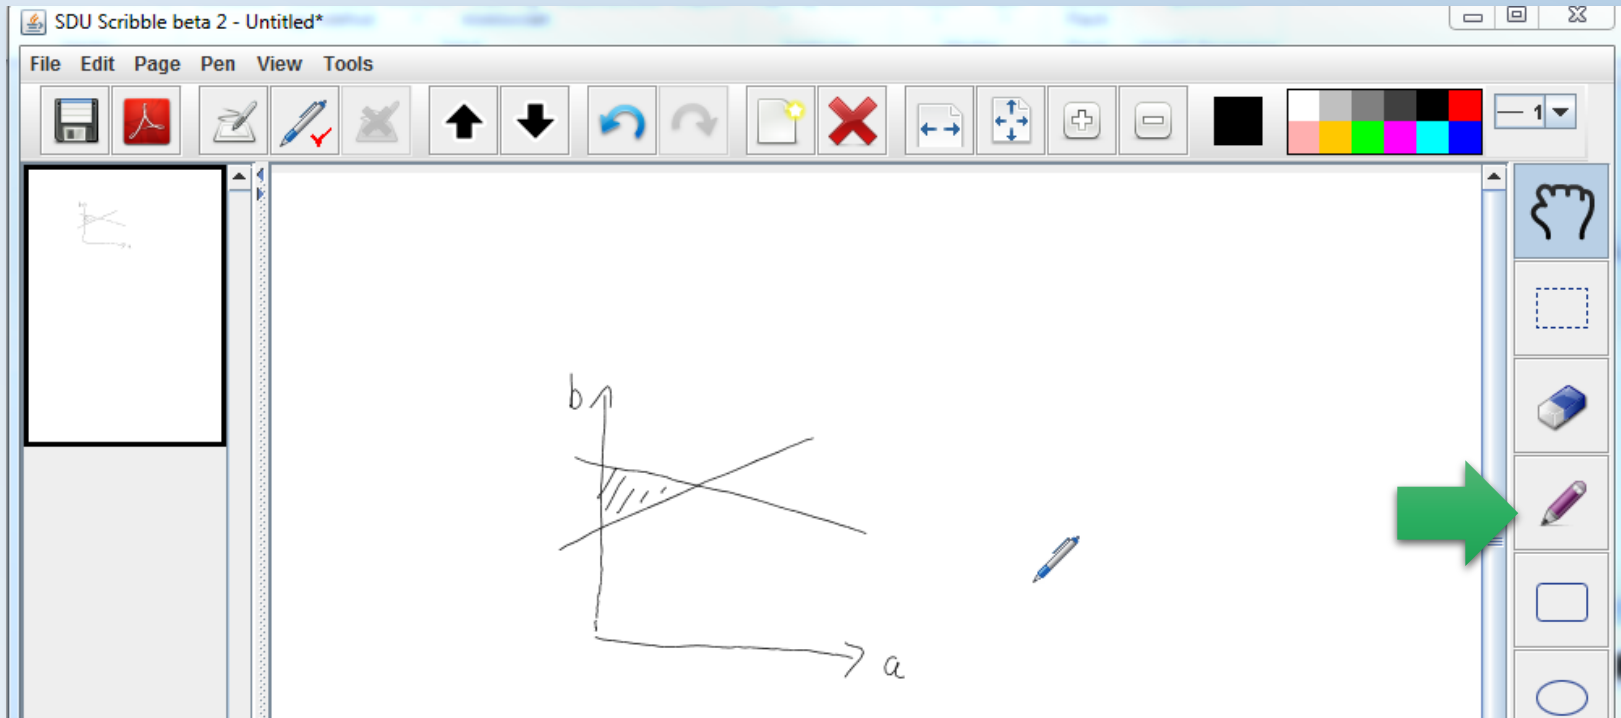 SDU Scribble beta 2 - Untitled*
File Edit Page Pen View Tools
1
b
a